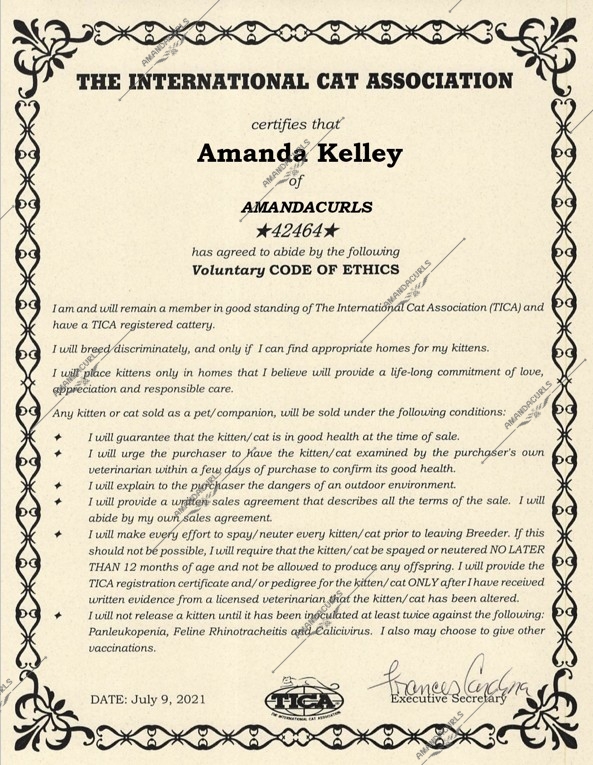 THE INTERNATIONAL CAT ASSOCIATION
certifies that
Amanda Kelley
of
AMANDACURLS
★42464★
has agreed to abide by the following
Voluntary CODE OF ETHICS
I am and will remain a member in good standing of The International Cat Association (TICA) and
have a TICA registered cattery.
I will breed discriminately, and only if I can find appropriate homes for my kittens.
I will place kittens only in homes that I believe will provide a life-long commitment of love,
appreciation and responsible care.
Any kitten or cat sold as a pet/companion, will be sold under the following conditions:
✦ I will guarantee that the kitten/cat is in good health at the time of sale.
✦ I will urge the purchaser to have the kitten/cat examined by the purchaser's own
veterinarian within a few days of purchase to confirm its good health.
✦ I will explain to the purchaser the dangers of an outdoor environment.
✦ I will provide a written sales agreement that describes all the terms of the sale. I will
abide by my own sales agreement.
✦ I will make every effort to spay/neuter every kitten/cat prior to leaving Breeder. If this
should not be possible, I will require that the kitten/cat be spayed or neutered NO LATER
THAN 12 months of age and not be allowed to produce any offspring. I will provide the
TICA registration certificate and/or pedigree for the kitten/cat ONLY after I have received
written evidence from a licensed veterinarian that the kitten/cat has been altered.
✦ I will not release a kitten until it has been inoculated at least twice against the following:
Panleukopenia, Feline Rhinotracheitis and Calicivirus. I also may choose to give other
vaccinations.
DATE: July 9, 2021
TICA
THE INTERNATIONAL CAT ASSOCIATION
Executive Secretary
AMANDACURLS
AMANDACURLS
AMANDACURLS
AMANDACURLS
AMANDACURLS
AMANDACURLS
AMANDACURLS
AMANDACURLS